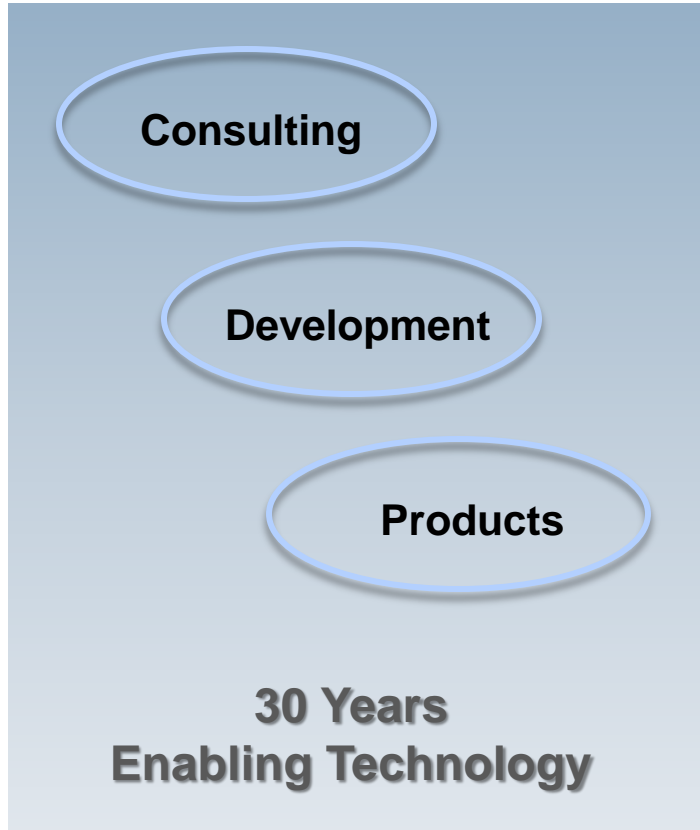 Consulting
Development
Products
30 Years
Enabling Technology